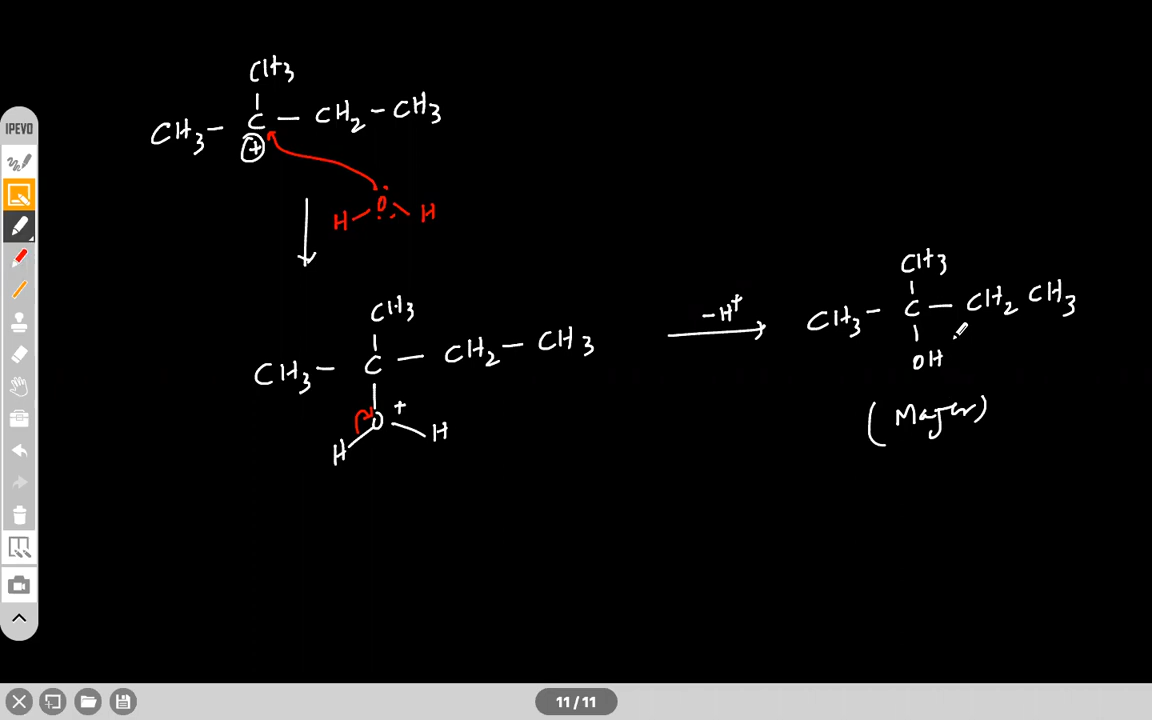 IPEVO
CH3
CH3 - C - CH2 - CH3
+
H O H
CH3
CH3 - C - CH2 - CH3
O +
H H
-H+
CH3
CH3 - C - CH2 CH3
OH
(Major)
11/11